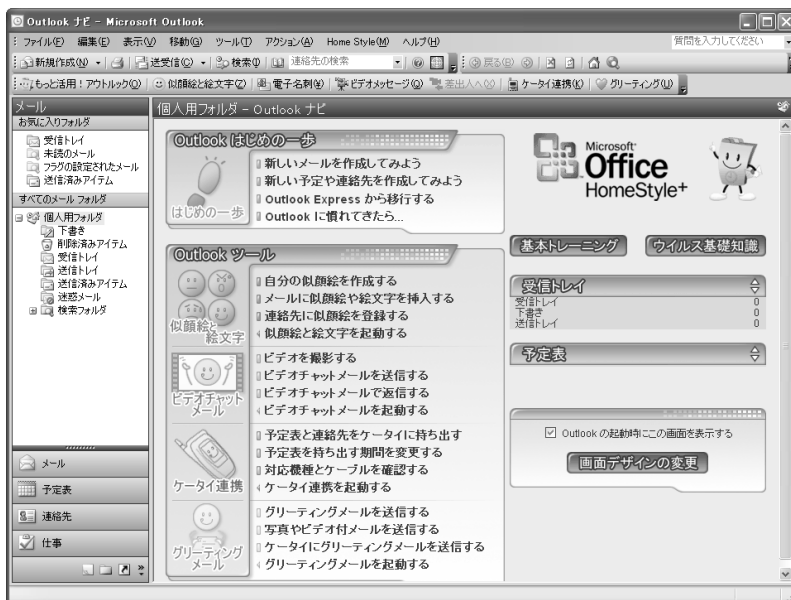 Outlook ナビ - Microsoft Outlook
ファイル(F) 編集(E) 表示(V) 移動(G) ツール(T) アクション(A) Home Style(M) ヘルプ(H) 質問を入力してください
新規作成(N) 送受信(C) 検索(I) 連絡先の検索 戻る(B)
もっと活用!アウトルック(Q) 似顔絵と絵文字(Z) 電子名刺(¥) ビデオメッセージ(Q) 差出人へ(X) ケータイ連携(K) グリーティング(U)
メール
お気に入りフォルダ
受信トレイ
未読のメール
フラグの設定されたメール
送信済みアイテム
すべてのメール フォルダ
個人用フォルダ
下書き
削除済みアイテム
受信トレイ
送信トレイ
送信済みアイテム
迷惑メール
検索フォルダ
メール
予定表
連絡先
仕事
個人用フォルダ - Outlook ナビ
Outlook はじめの一歩
はじめの一歩
新しいメールを作成してみよう
新しい予定や連絡先を作成してみよう
Outlook Express から移行する
Outlook に慣れてきたら...
Outlook ツール
似顔絵と
絵文字
自分の似顔絵を作成する
メールに似顔絵や絵文字を挿入する
連絡先に似顔絵を登録する
似顔絵と絵文字を起動する
ビデオチャット
メール
ビデオを撮影する
ビデオチャットメールを送信する
ビデオチャットメールで返信する
ビデオチャットメールを起動する
ケータイ連携
予定表と連絡先をケータイに持ち出す
予定表を持ち出す期間を変更する
対応機種とケーブルを確認する
ケータイ連携を起動する
グリーティング
メール
グリーティングメールを送信する
写真やビデオ付メールを送信する
ケータイにグリーティングメールを送信する
グリーティングメールを起動する
Microsoft
Office
HomeStyle+
基本トレーニング ウイルス基礎知識
受信トレイ
受信トレイ 0
下書き 0
送信トレイ 0
予定表
Outlook の起動時にこの画面を表示する
画面デザインの変更